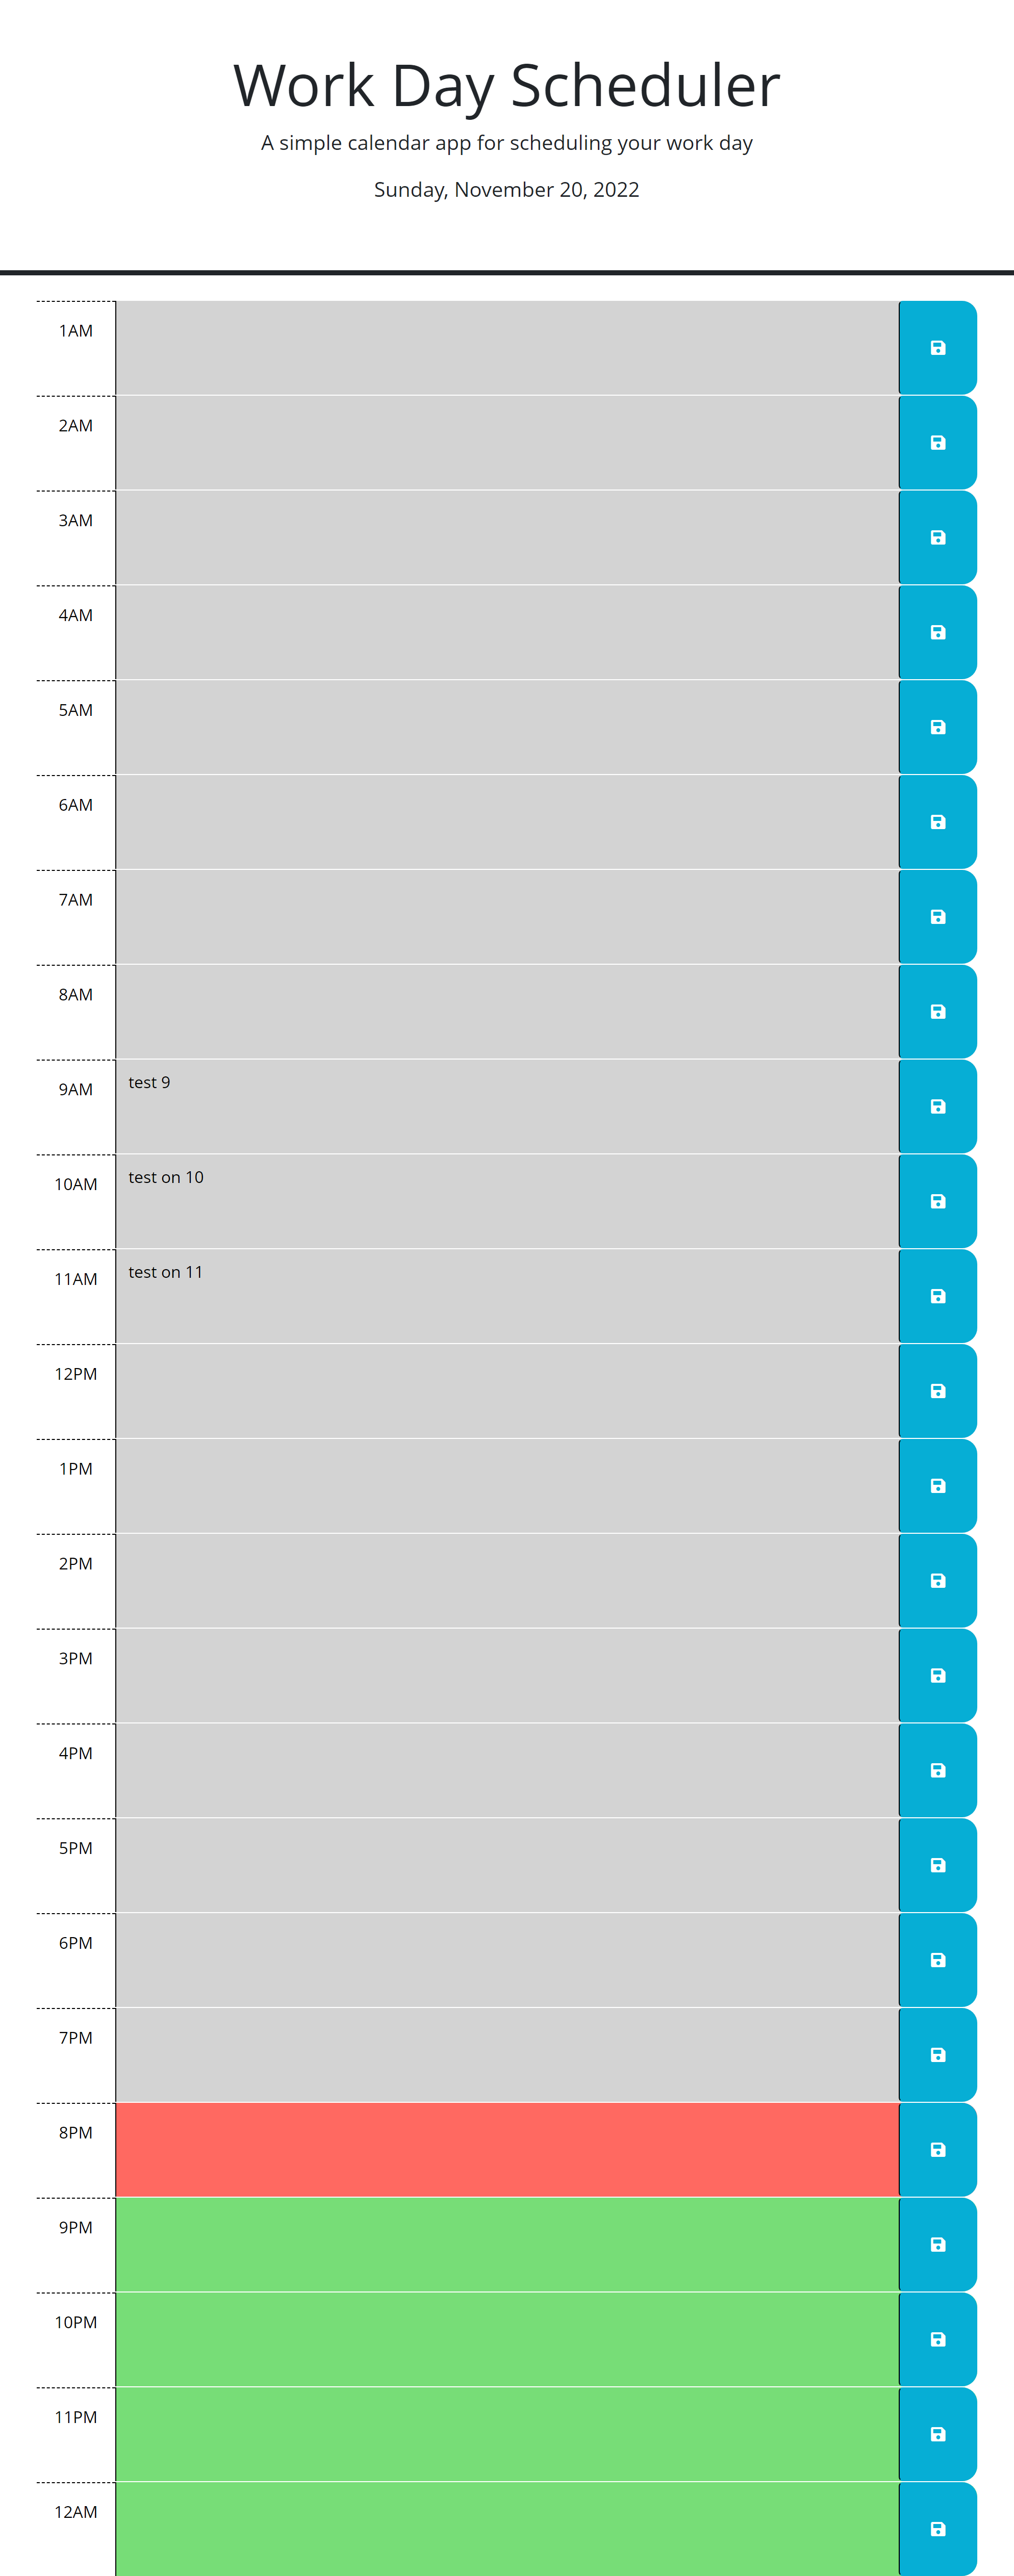 Work Day Scheduler
A simple calendar app for scheduling your work day
Sunday, November 20, 2022
1AM
2AM
3AM
4AM
5AM
6AM
7AM
8AM
9AM test 9
10AM test on 10
11AM test on 11
12PM
1PM
2PM
3PM
4PM
5PM
6PM
7PM
8PM
9PM
10PM
11PM
12AM